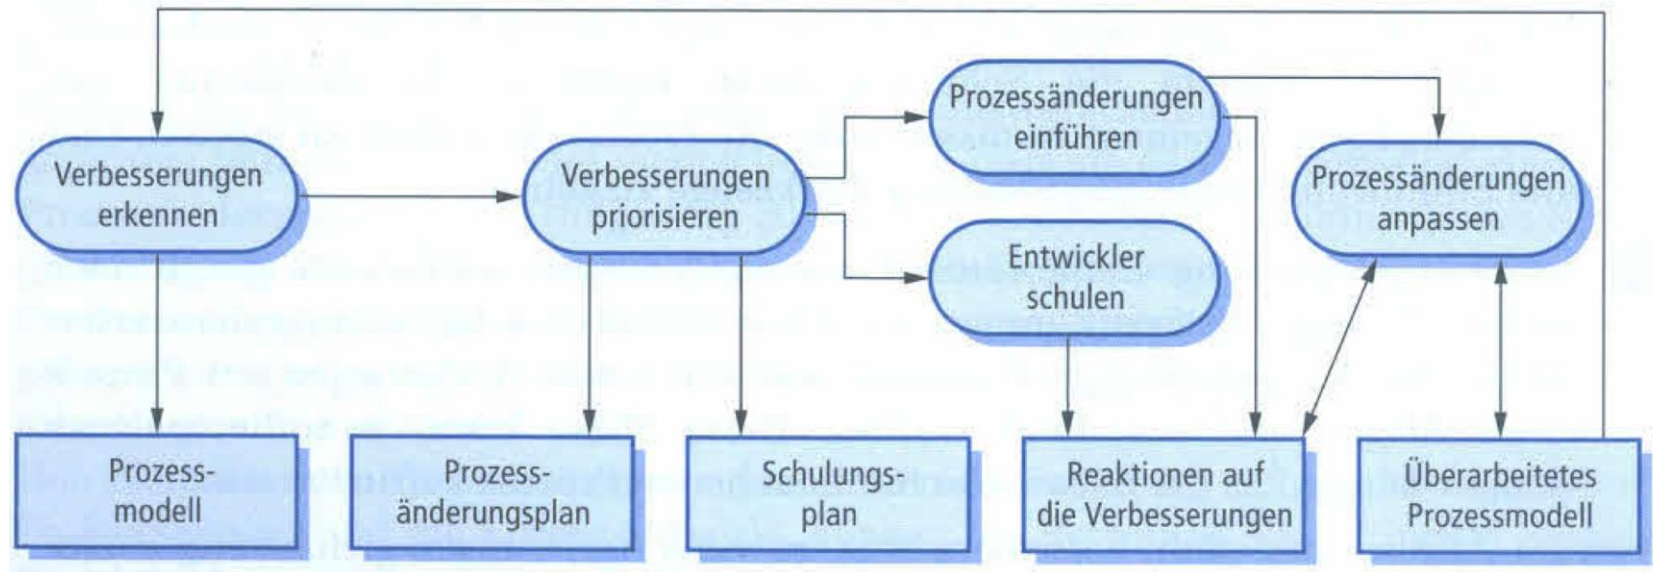 Prozessänderungen
einführen
Verbesserungen
erkennen
Verbesserungen
priorisieren
Prozessänderungen
anpassen
Entwickler
schulen
Prozess-
modell
Prozess-
änderungsplan
Schulungs-
plan
Reaktionen auf
die Verbesserungen
Überarbeitetes
Prozessmodell